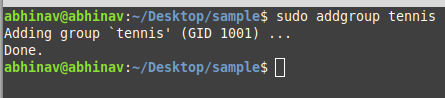 abhinav@abhinav:~/Desktop/sample$ sudo addgroup tennis
Adding group `tennis' (GID 1001) ...
Done.
abhinav@abhinav:~/Desktop/sample$